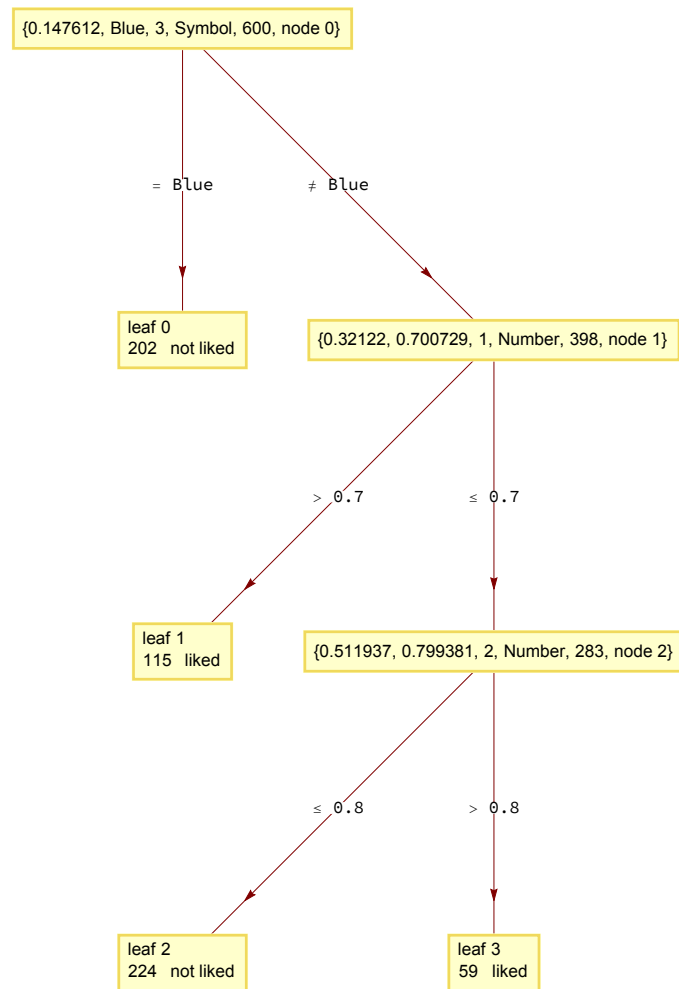 {0.147612, Blue, 3, Symbol, 600, node 0}
= Blue
≠ Blue
leaf 0
202 not liked
{0.32122, 0.700729, 1, Number, 398, node 1}
> 0.7
≤ 0.7
leaf 1
115 liked
{0.511937, 0.799381, 2, Number, 283, node 2}
≤ 0.8
> 0.8
leaf 2
224 not liked
leaf 3
59 liked